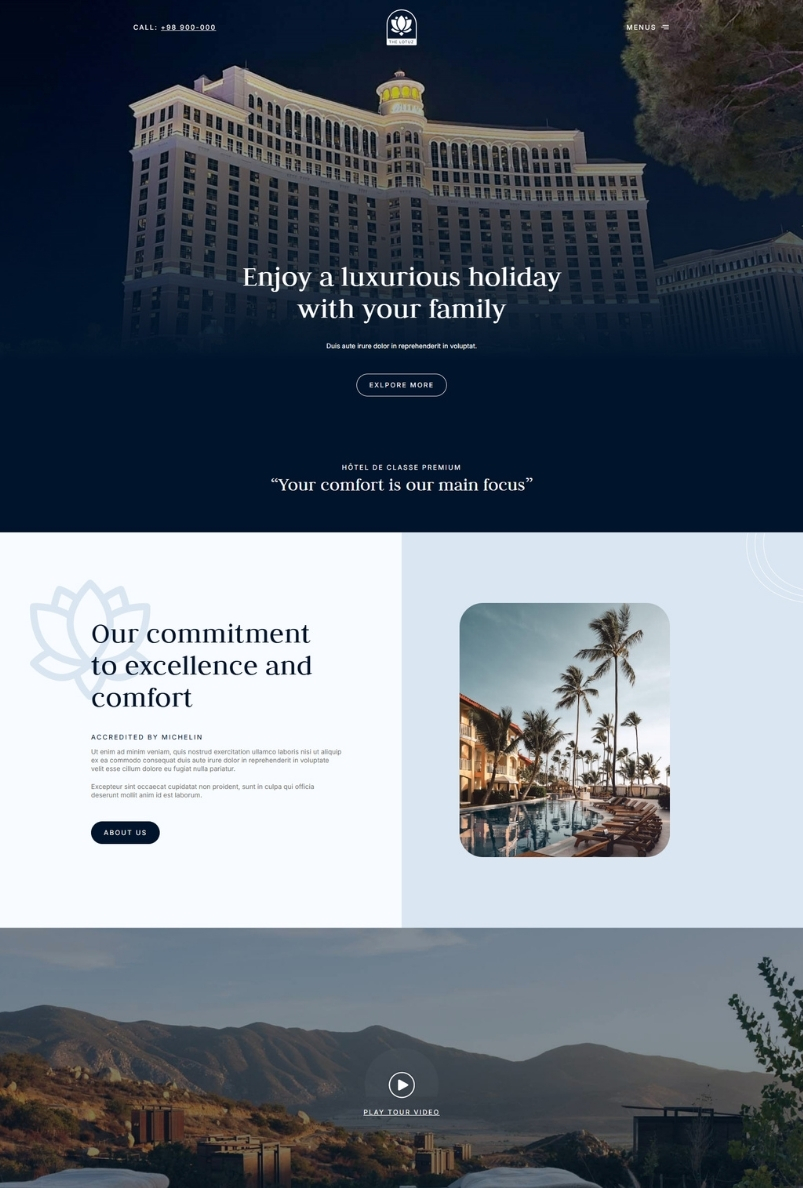 CALL: +98 900-000
THE LOTUS
MENUS
Enjoy a luxurious holiday
with your family
Duis aute irure dolor in reprehenderit in voluptat.
EXLPORE MORE
HÔTEL DE CLASSE PREMIUM
“Your comfort is our main focus”
Our commitment
to excellence and
comfort
ACCREDITED BY MICHELIN
Ut enim ad minim veniam, quis nostrud exercitation ullamco laboris nisi ut aliquip
ex ea commodo consequat duis aute irure dolor in reprehenderit in voluptate
velit esse cillum dolore eu fugiat nulla pariatur.
Excepteur sint occaecat cupidatat non proident, sunt in culpa qui officia
deserunt mollit anim id est laborum.
ABOUT US
PLAY TOUR VIDEO